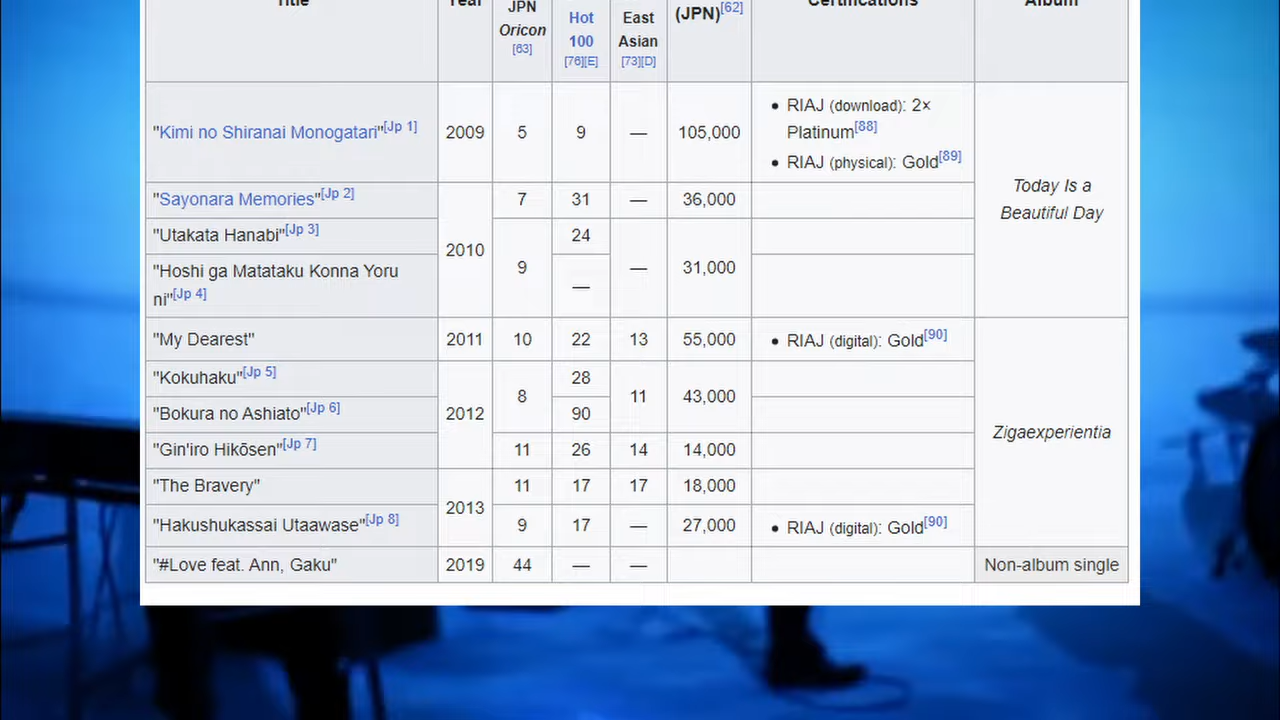 Title Year JPN Oricon [63] Hot 100 [76][E] East Asian [73][D] (JPN)[62] Certifications Album
"Kimi no Shiranai Monogatari"[Jp 1] 2009 5 9 — 105,000
• RIAJ (download): 2×
Platinum[88]
• RIAJ (physical): Gold[89]
Today Is a
Beautiful Day
"Sayonara Memories"[Jp 2] 2010 7 31 — 36,000
"Utakata Hanabi"[Jp 3] 9 24 — 31,000
"Hoshi ga Matataku Konna Yoru
ni"[Jp 4] —
"My Dearest" 2011 10 22 13 55,000 • RIAJ (digital): Gold[90]
Zigaexperientia
"Kokuhaku"[Jp 5] 2012 8 28 11 43,000
"Bokura no Ashiato"[Jp 6] 90
"Gin'iro Hikōsen"[Jp 7] 11 26 14 14,000
"The Bravery" 2013 11 17 17 18,000
"Hakushukassai Utaawase"[Jp 8] 9 17 — 27,000 • RIAJ (digital): Gold[90]
"#Love feat. Ann, Gaku" 2019 44 — — Non-album single